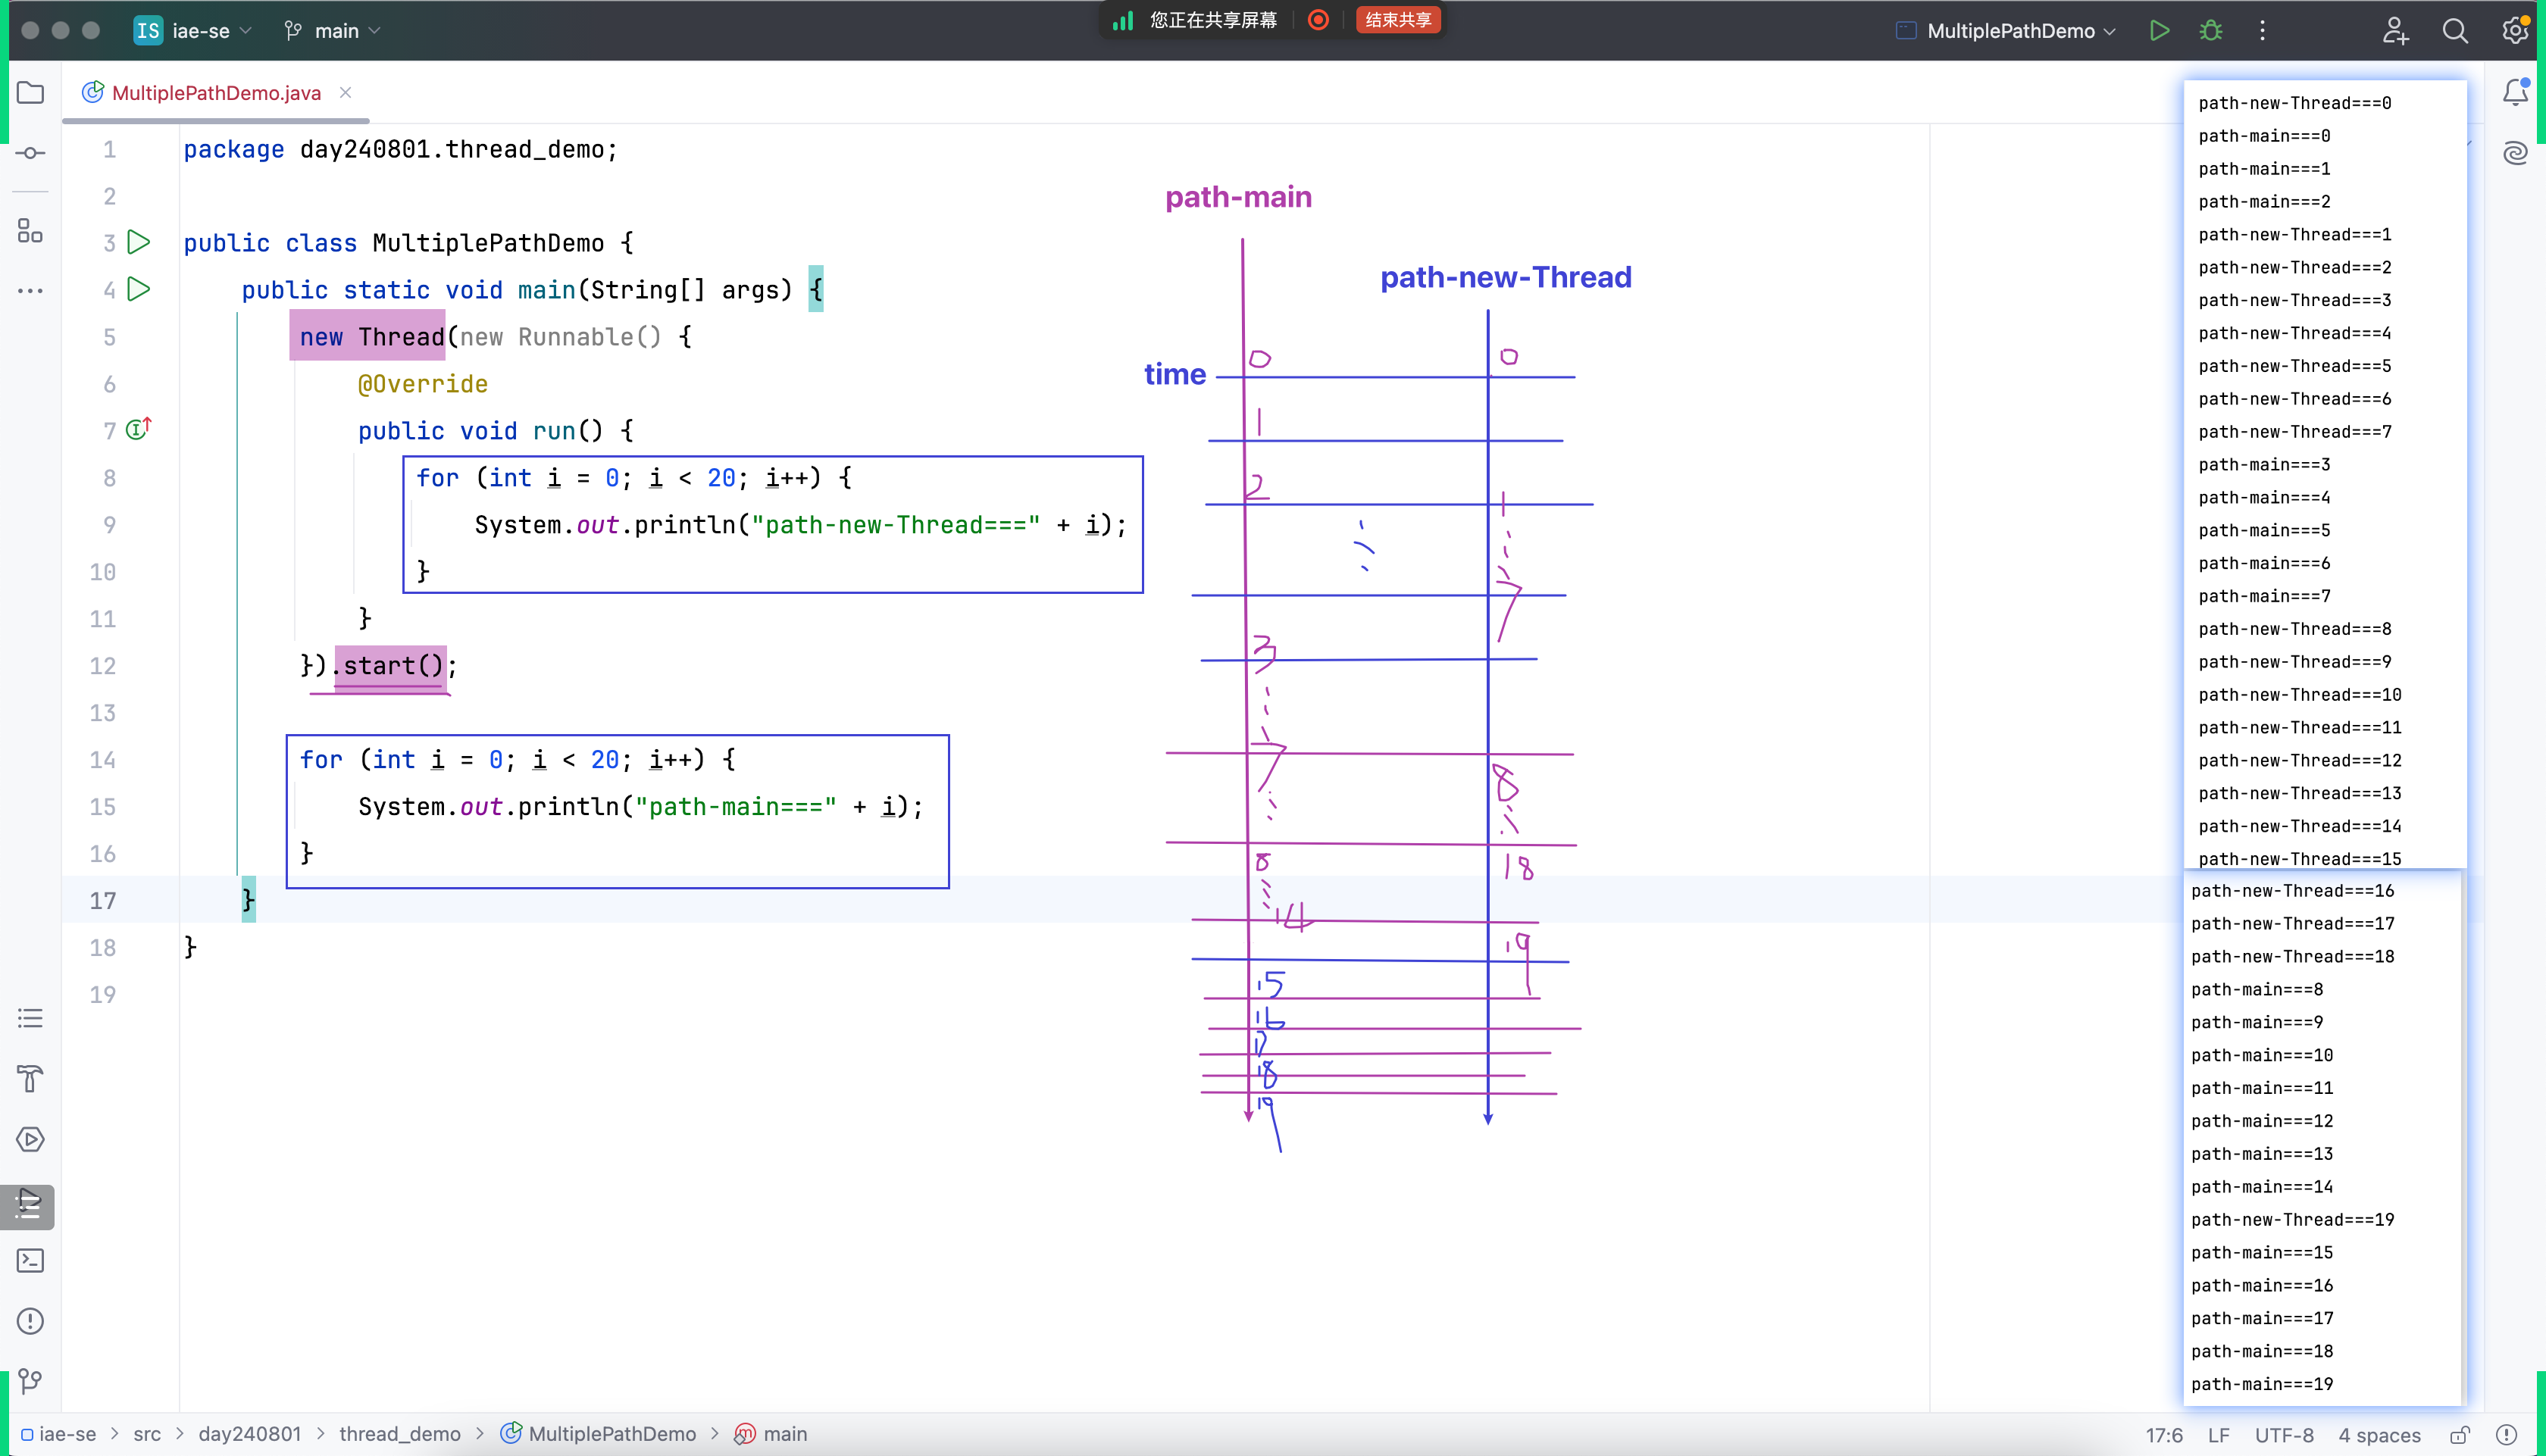 IS iae-se main
您正在共享屏幕 结束共享
MultiplePathDemo
MultiplePathDemo.java
1 package day240801.thread_demo;
2
3 public class MultiplePathDemo {
4 public static void main(String[] args) {
5 new Thread(new Runnable() {
6 @Override
7 public void run() {
8 for (int i = 0; i < 20; i++) {
9 System.out.println("path-new-Thread===" + i);
10 }
11 }
12 }).start();
13
14 for (int i = 0; i < 20; i++) {
15 System.out.println("path-main===" + i);
16 }
17 }
18 }
19
path-main
path-new-Thread
time
0 0
1
2 1
7
3
7
8
8 18
14
19
15
16
17
18
19
path-new-Thread===0
path-main===0
path-main===1
path-main===2
path-new-Thread===1
path-new-Thread===2
path-new-Thread===3
path-new-Thread===4
path-new-Thread===5
path-new-Thread===6
path-new-Thread===7
path-main===3
path-main===4
path-main===5
path-main===6
path-main===7
path-new-Thread===8
path-new-Thread===9
path-new-Thread===10
path-new-Thread===11
path-new-Thread===12
path-new-Thread===13
path-new-Thread===14
path-new-Thread===15
path-new-Thread===16
path-new-Thread===17
path-new-Thread===18
path-main===8
path-main===9
path-main===10
path-main===11
path-main===12
path-main===13
path-main===14
path-new-Thread===19
path-main===15
path-main===16
path-main===17
path-main===18
path-main===19
iae-se > src > day240801 > thread_demo > MultiplePathDemo > main
17:6 LF UTF-8 4 spaces